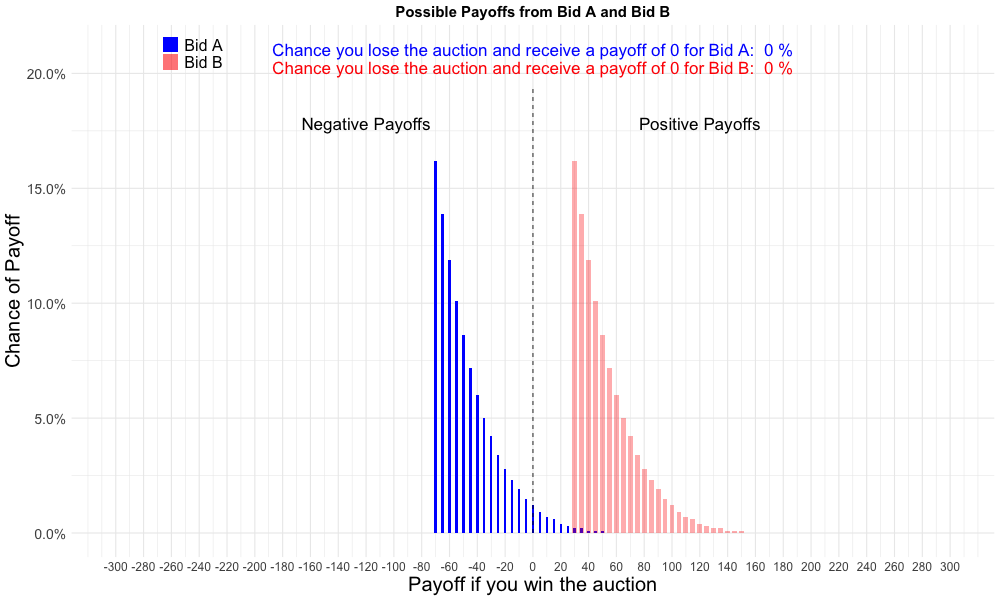 Possible Payoffs from Bid A and Bid B
Bid A
Bid B
Chance you lose the auction and receive a payoff of 0 for Bid A:  0 %
Chance you lose the auction and receive a payoff of 0 for Bid B:  0 %
Negative Payoffs
Positive Payoffs
Chance of Payoff
20.0%
15.0%
10.0%
5.0%
0.0%
-300 -280 -260 -240 -220 -200 -180 -160 -140 -120 -100 -80 -60 -40 -20 0 20 40 60 80 100 120 140 160 180 200 220 240 260 280 300
Payoff if you win the auction